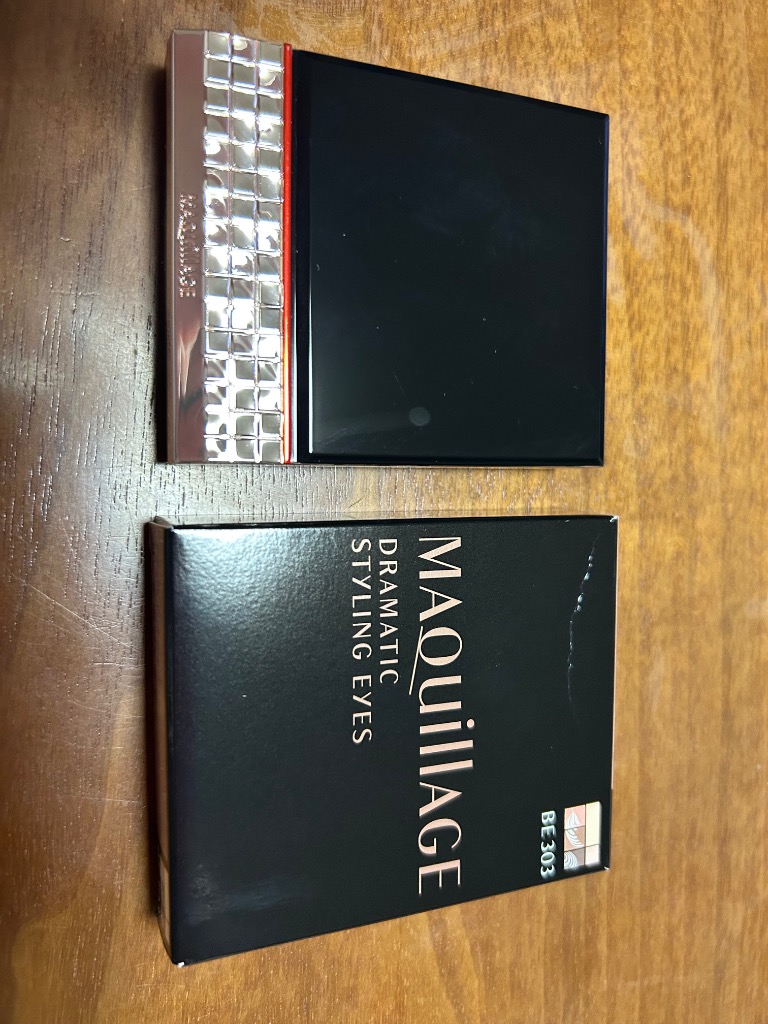 MAQUILLAGE
MAQuillAGE
DRAMATIC
STYLING EYES
BE303